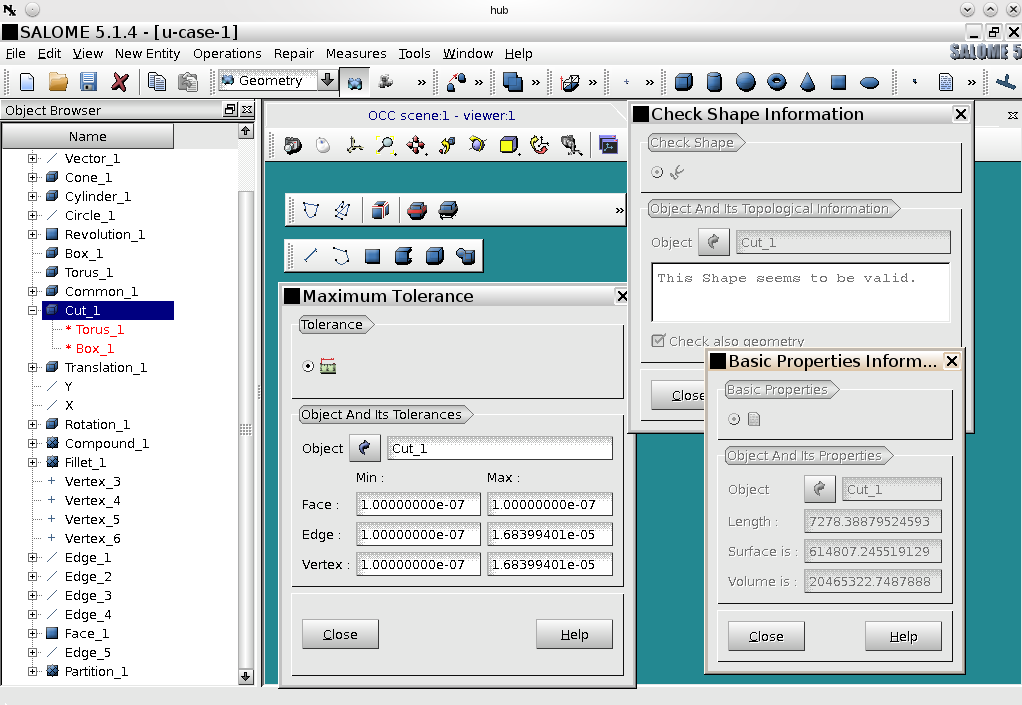 hub
SALOME 5.1.4 - [u-case-1]
File Edit View New Entity Operations Repair Measures Tools Window Help
SALOME 5
Geometry
»
»
»
»
»
»
Object Browser
Name
Vector_1
Cone_1
Cylinder_1
Circle_1
Revolution_1
Box_1
Torus_1
Common_1
Cut_1
* Torus_1
* Box_1
Translation_1
Y
X
Rotation_1
Compound_1
Fillet_1
Vertex_3
Vertex_4
Vertex_5
Vertex_6
Edge_1
Edge_2
Edge_3
Edge_4
Face_1
Edge_5
Partition_1
OCC scene:1 - viewer:1
»
Maximum Tolerance
Tolerance
Object And Its Tolerances
Object Cut_1
Min : Max :
Face : 1.00000000e-07 1.00000000e-07
Edge : 1.00000000e-07 1.68399401e-05
Vertex : 1.00000000e-07 1.68399401e-05
Close Help
Check Shape Information
Check Shape
Object And Its Topological Information
Object Cut_1
This Shape seems to be valid.
Check also geometry
Close
Basic Properties Inform...
Basic Properties
Object And Its Properties
Object Cut_1
Length : 7278.38879524593
Surface is : 614807.245519129
Volume is : 20465322.7487888
Close Help